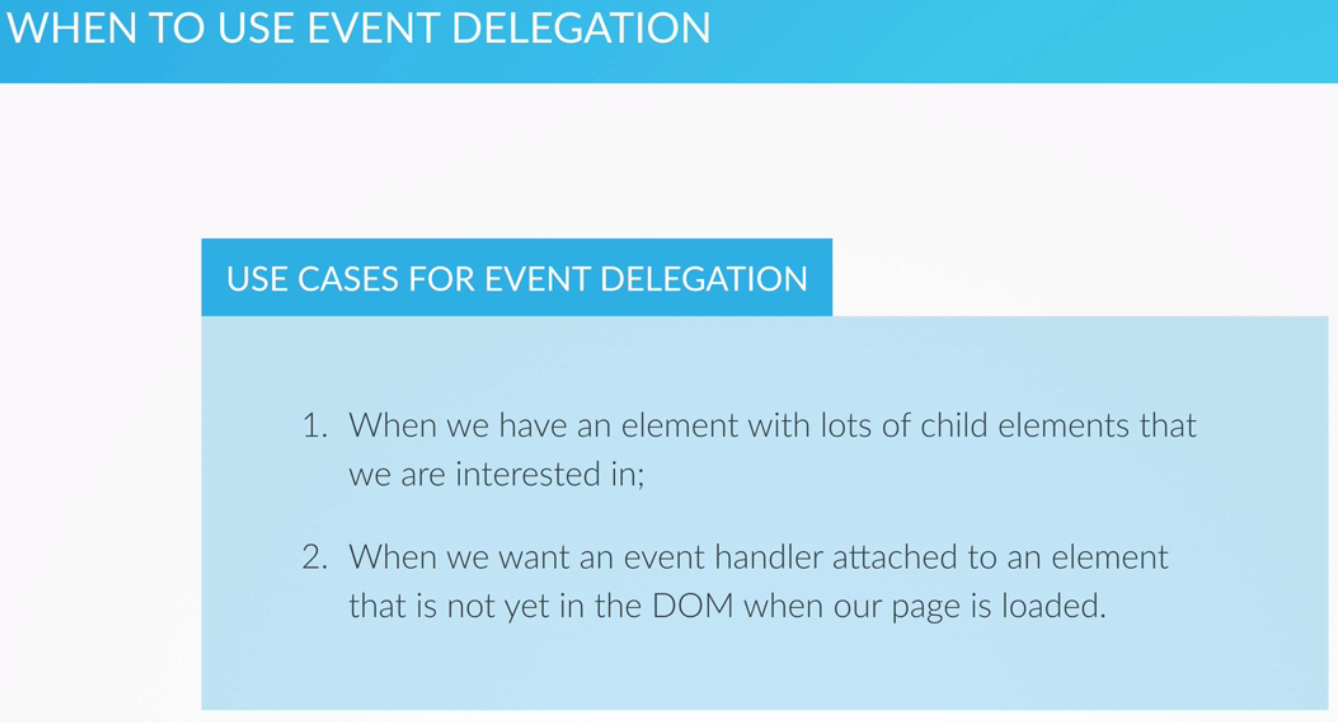 WHEN TO USE EVENT DELEGATION
USE CASES FOR EVENT DELEGATION
1. When we have an element with lots of child elements that
we are interested in;
2. When we want an event handler attached to an element
that is not yet in the DOM when our page is loaded.